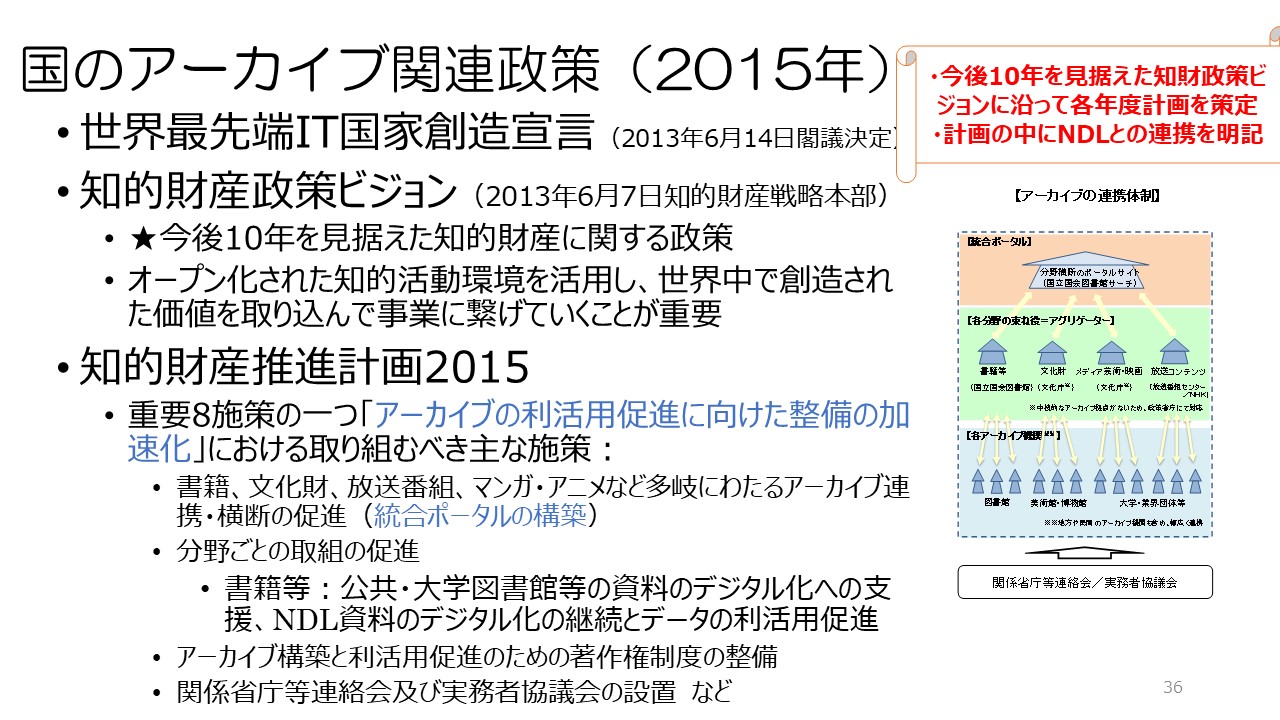 国のアーカイブ関連政策（2015年）
・今後10年を見据えた知財政策ビ
ジョンに沿って各年度計画を策定
・計画の中にNDLとの連携を明記
• 世界最先端IT国家創造宣言（2013年6月14日閣議決定）
• 知的財産政策ビジョン（2013年6月7日知的財産戦略本部）
• ★今後10年を見据えた知的財産に関する政策
• オープン化された知的活動環境を活用し、世界中で創造され
た価値を取り込んで事業に繋げていくことが重要
• 知的財産推進計画2015
• 重要8施策の一つ「アーカイブの利活用促進に向けた整備の加
速化」における取り組むべき主な施策：
• 書籍、文化財、放送番組、マンガ・アニメなど多岐にわたるアーカイブ連
携・横断の促進（統合ポータルの構築）
• 分野ごとの取組の促進
• 書籍等：公共・大学図書館等の資料のデジタル化への支
援、NDL資料のデジタル化の継続とデータの利活用促進
• アーカイブ構築と利活用促進のための著作権制度の整備
• 関係省庁等連絡会及び実務者協議会の設置 など
【アーカイブの連携体制】
【統合ポータル】
分野横断のポータルサイト
（国立国会図書館サーチ）
【各分野の束ね役＝アグリゲーター】
書籍等 文化財 メディア芸術・映画 放送コンテンツ
（国立国会図書館）（文化庁※）（文化庁※）（放送番組センター
／NHK）
※中核的なアーカイブ拠点がないため、政策省庁にて対応
【各アーカイブ機関※※】
図書館 美術館・博物館 大学・業界団体等
※※地方や民間のアーカイブ機関も含め、幅広く連携
関係省庁等連絡会／実務者協議会
36